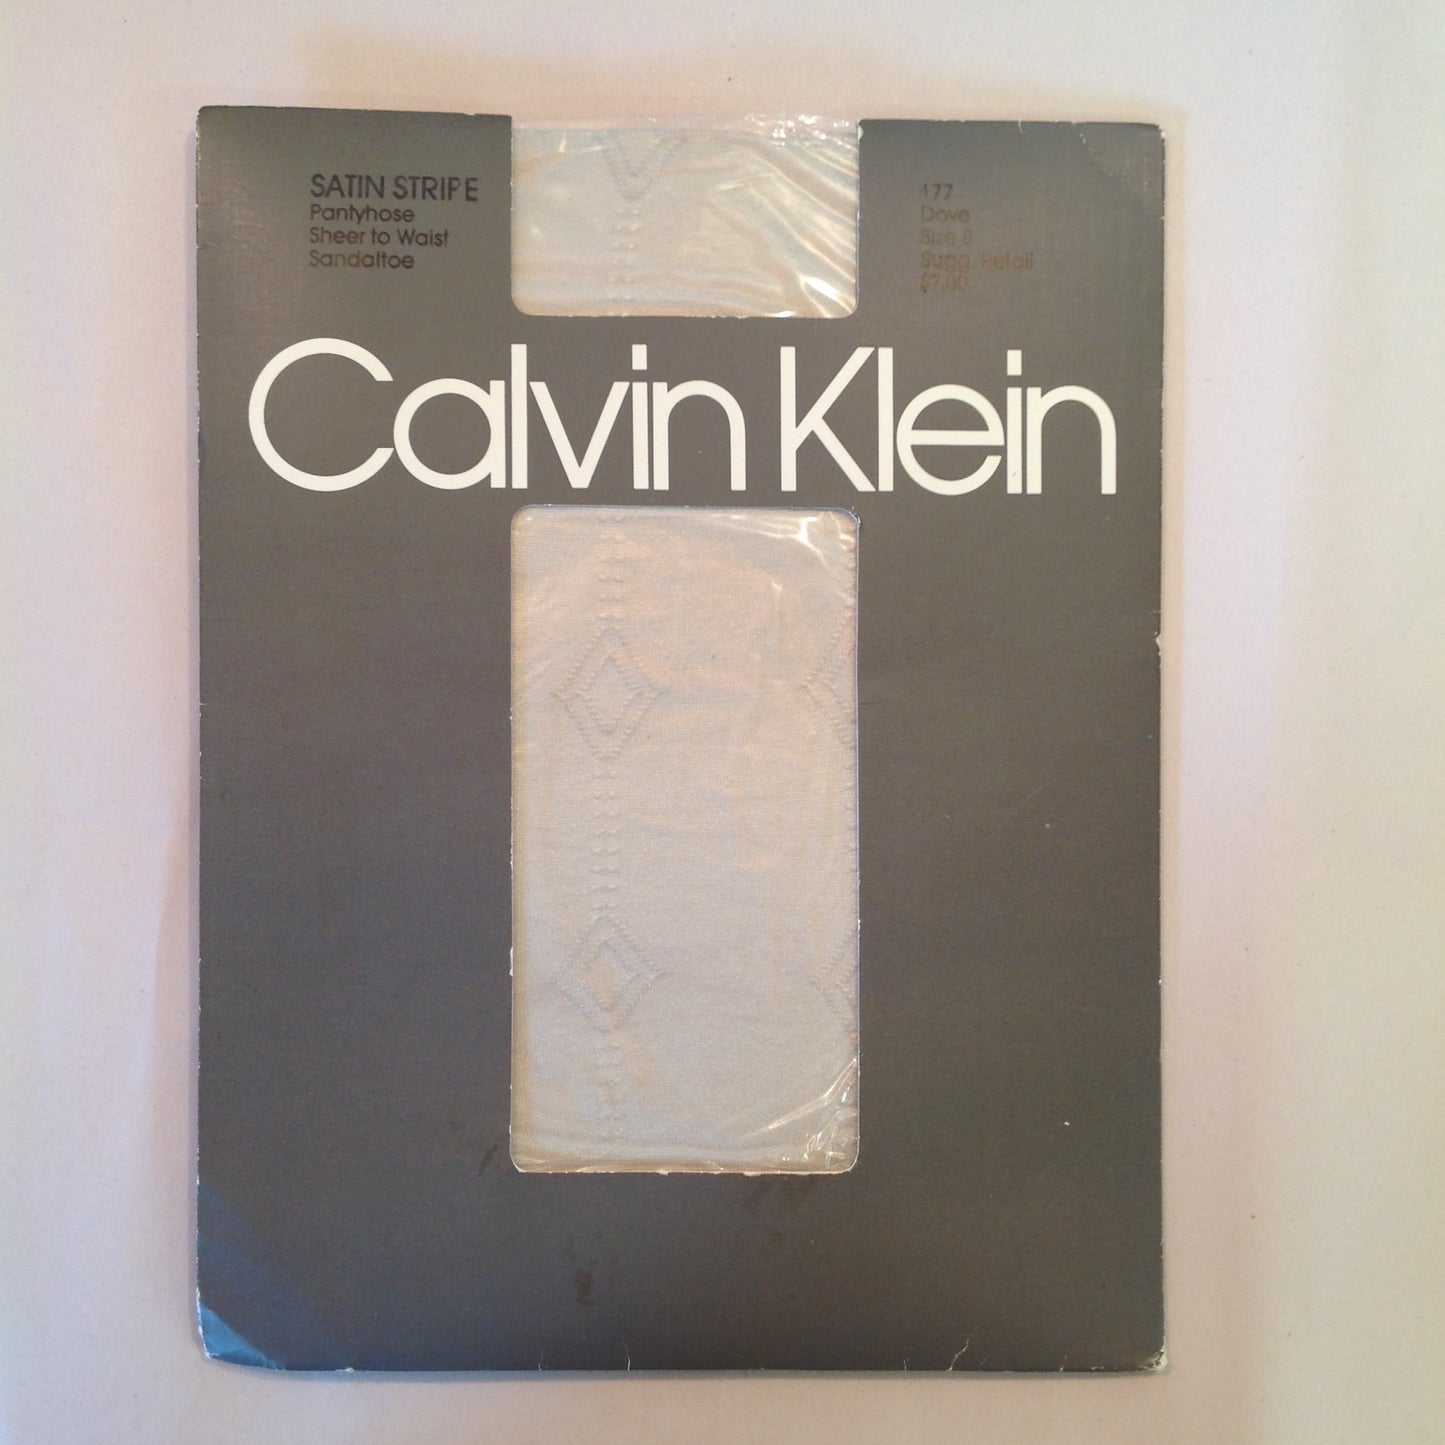 SATIN STRIPE
Pantyhose
Sheer to Waist
Sandaltoe
177
Dove
Size B
Sugg. Retail
$7.00
Calvin Klein